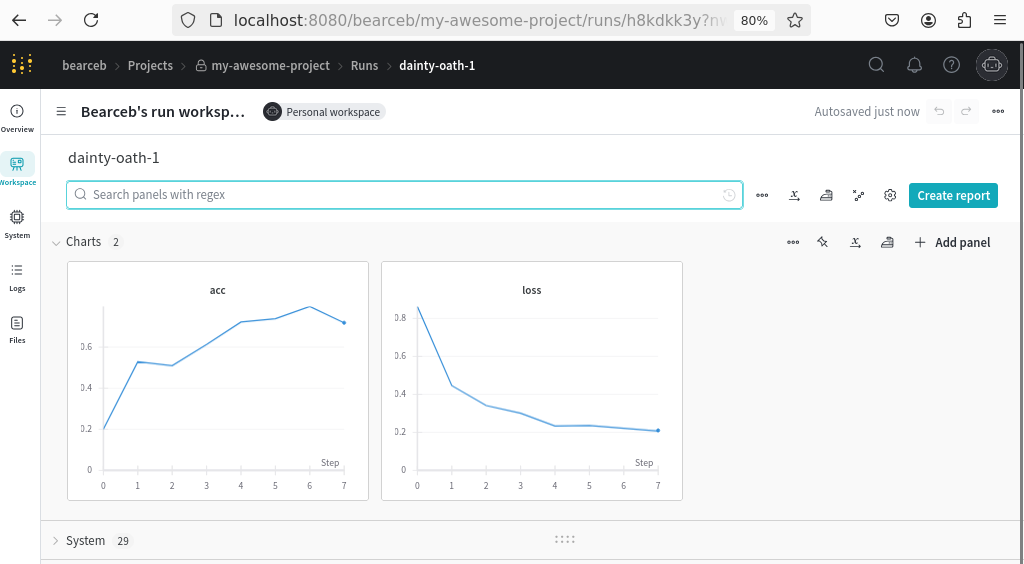 localhost:8080/bearceb/my-awesome-project/runs/h8kdkk3y?nw
80%
bearceb
Projects
my-awesome-project
Runs
dainty-oath-1
Overview
Workspace
System
Logs
Files
Bearceb's run worksp...
Personal workspace
Autosaved just now
dainty-oath-1
Search panels with regex
Create report
Charts 2
Add panel
acc
0.6
0.4
0.2
0
Step
0 1 2 3 4 5 6 7
loss
0.8
0.6
0.4
0.2
0
Step
0 1 2 3 4 5 6 7
System 29